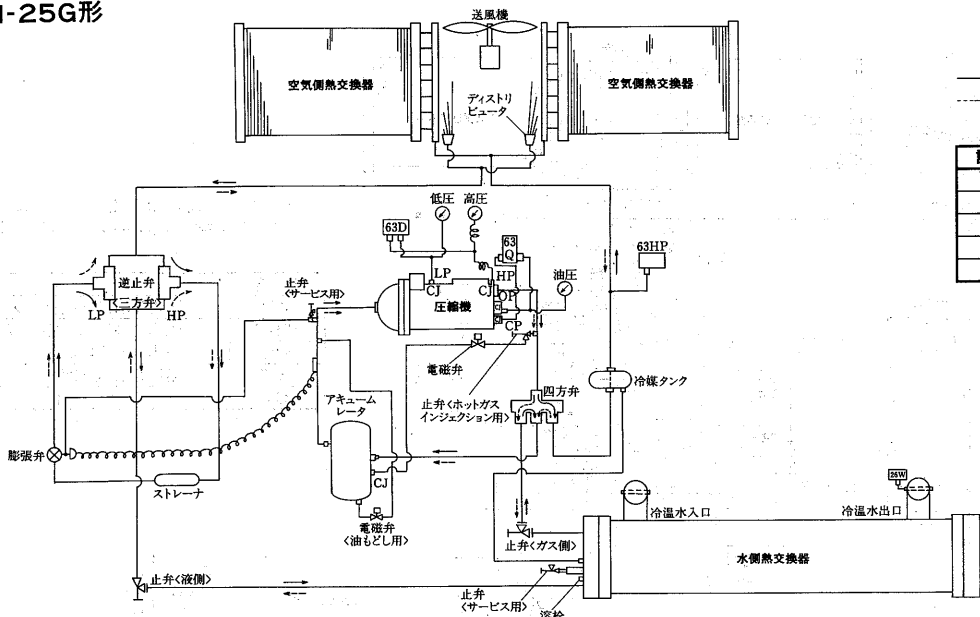 -25G形
送風機
空気側熱交換器
空気側熱交換器
ディストリ
ビュータ
低圧
高圧
63D
63
Q
63HP
油圧
LP
CJ
HP
CJ
OP
CP
圧縮機
止弁
<サービス用>
逆止弁
<三方弁>
LP
HP
電磁弁
四方弁
冷媒タンク
止弁<ホットガス
インジェクション用>
アキューム
レータ
CJ
膨張弁
ストレーナ
電磁弁
<油もどし用>
26W
冷温水入口
冷温水出口
止弁<ガス側>
水側熱交換器
止弁<液側>
止弁
<サービス用>
溶栓